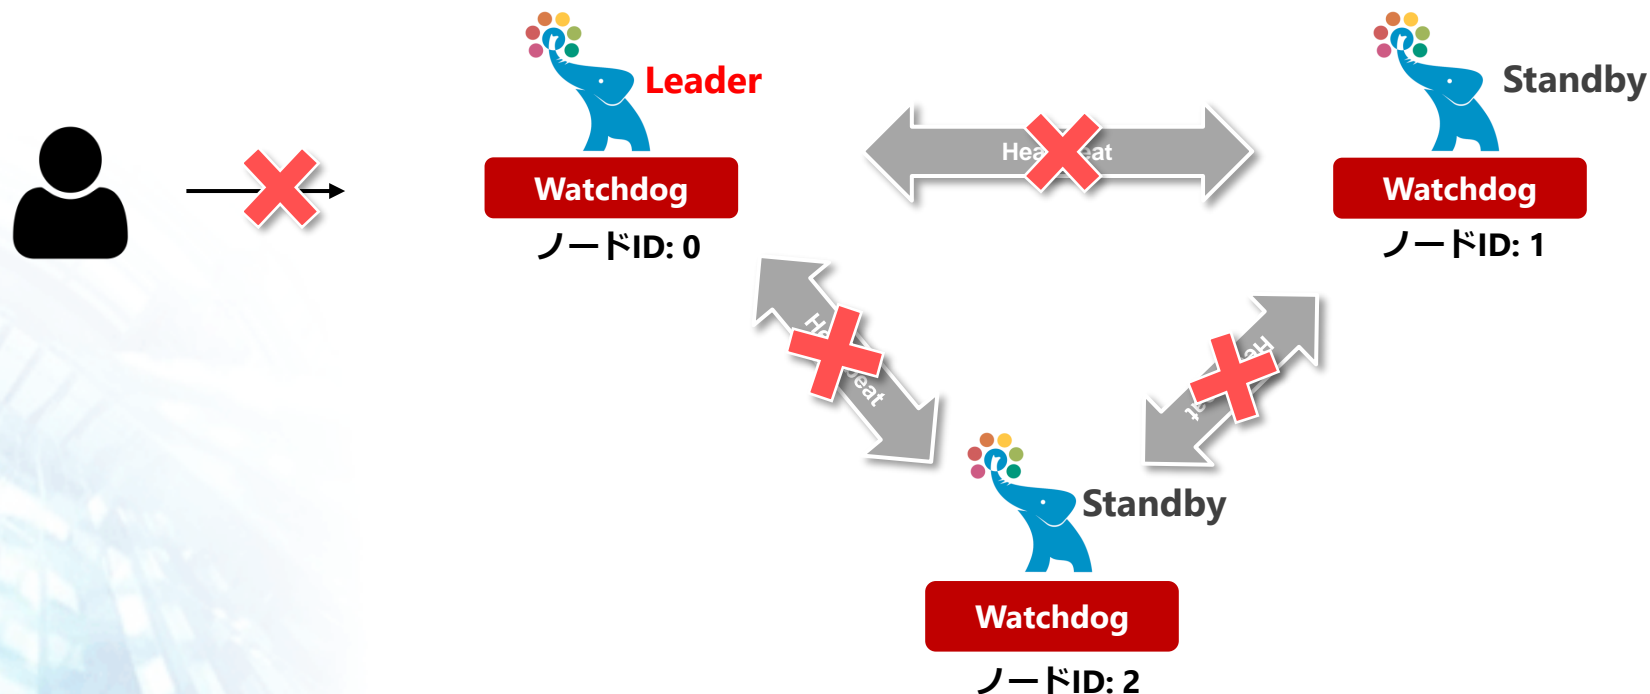 Leader
Watchdog
ノードID: 0
Standby
Watchdog
ノードID: 1
Standby
Watchdog
ノードID: 2